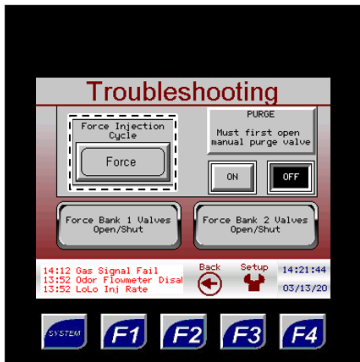 Troubleshooting
Force Injection
Cycle
Force
PURGE
Must first open
manual purge valve
ON
OFF
Force Bank 1 Valves
Open/Shut
Force Bank 2 Valves
Open/Shut
14:12 Gas Signal Fail
13:52 Odor Flowmeter Disa
13:52 LoLo Inj Rate
Back
Setup
14:21:44
03/13/20
SYSTEM
F1
F2
F3
F4